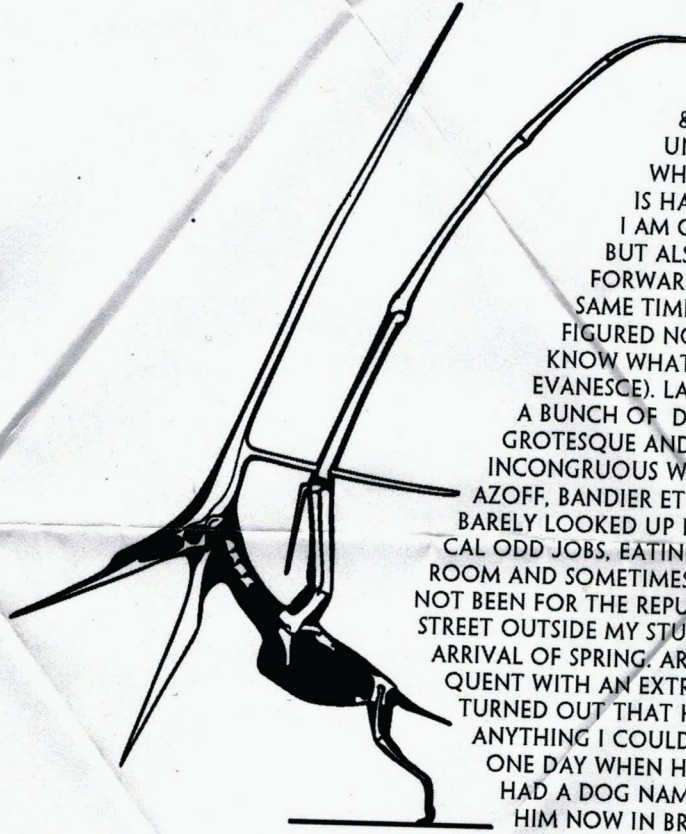 &
UN
WH
IS HA
I AM C
BUT ALS
FORWAR
SAME TIM
FIGURED NO
KNOW WHAT
EVANESCE). LA
A BUNCH OF D
GROTESQUE AND
INCONGRUOUS W
AZOFF, BANDIER ET
BARELY LOOKED UP
CAL ODD JOBS, EATING
ROOM AND SOMETIMES
NOT BEEN FOR THE REPU
STREET OUTSIDE MY STU
ARRIVAL OF SPRING. AR
QUENT WITH AN EXTR
TURNED OUT THAT H
ANYTHING I COULD
ONE DAY WHEN H
HAD A DOG NAM
HIM NOW IN BR